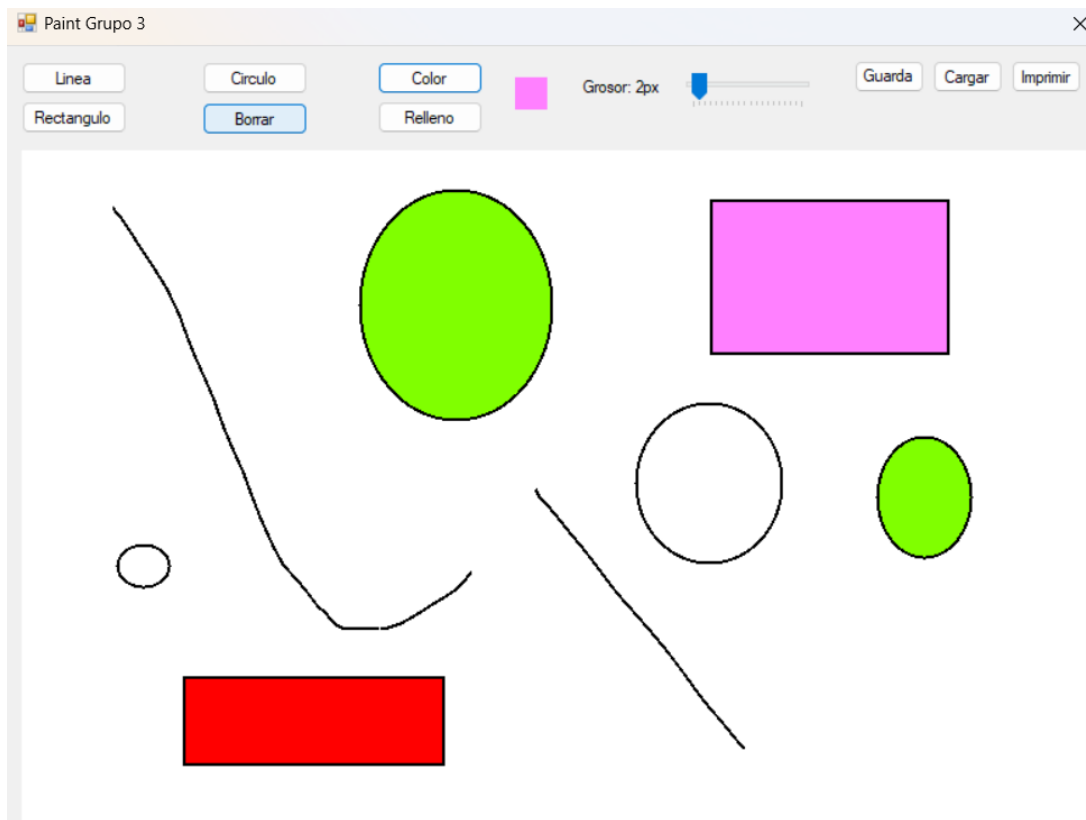 Paint Grupo 3
Linea
Circulo
Color
Grosor: 2px
Guarda
Cargar
Imprimir
Rectangulo
Borrar
Relleno